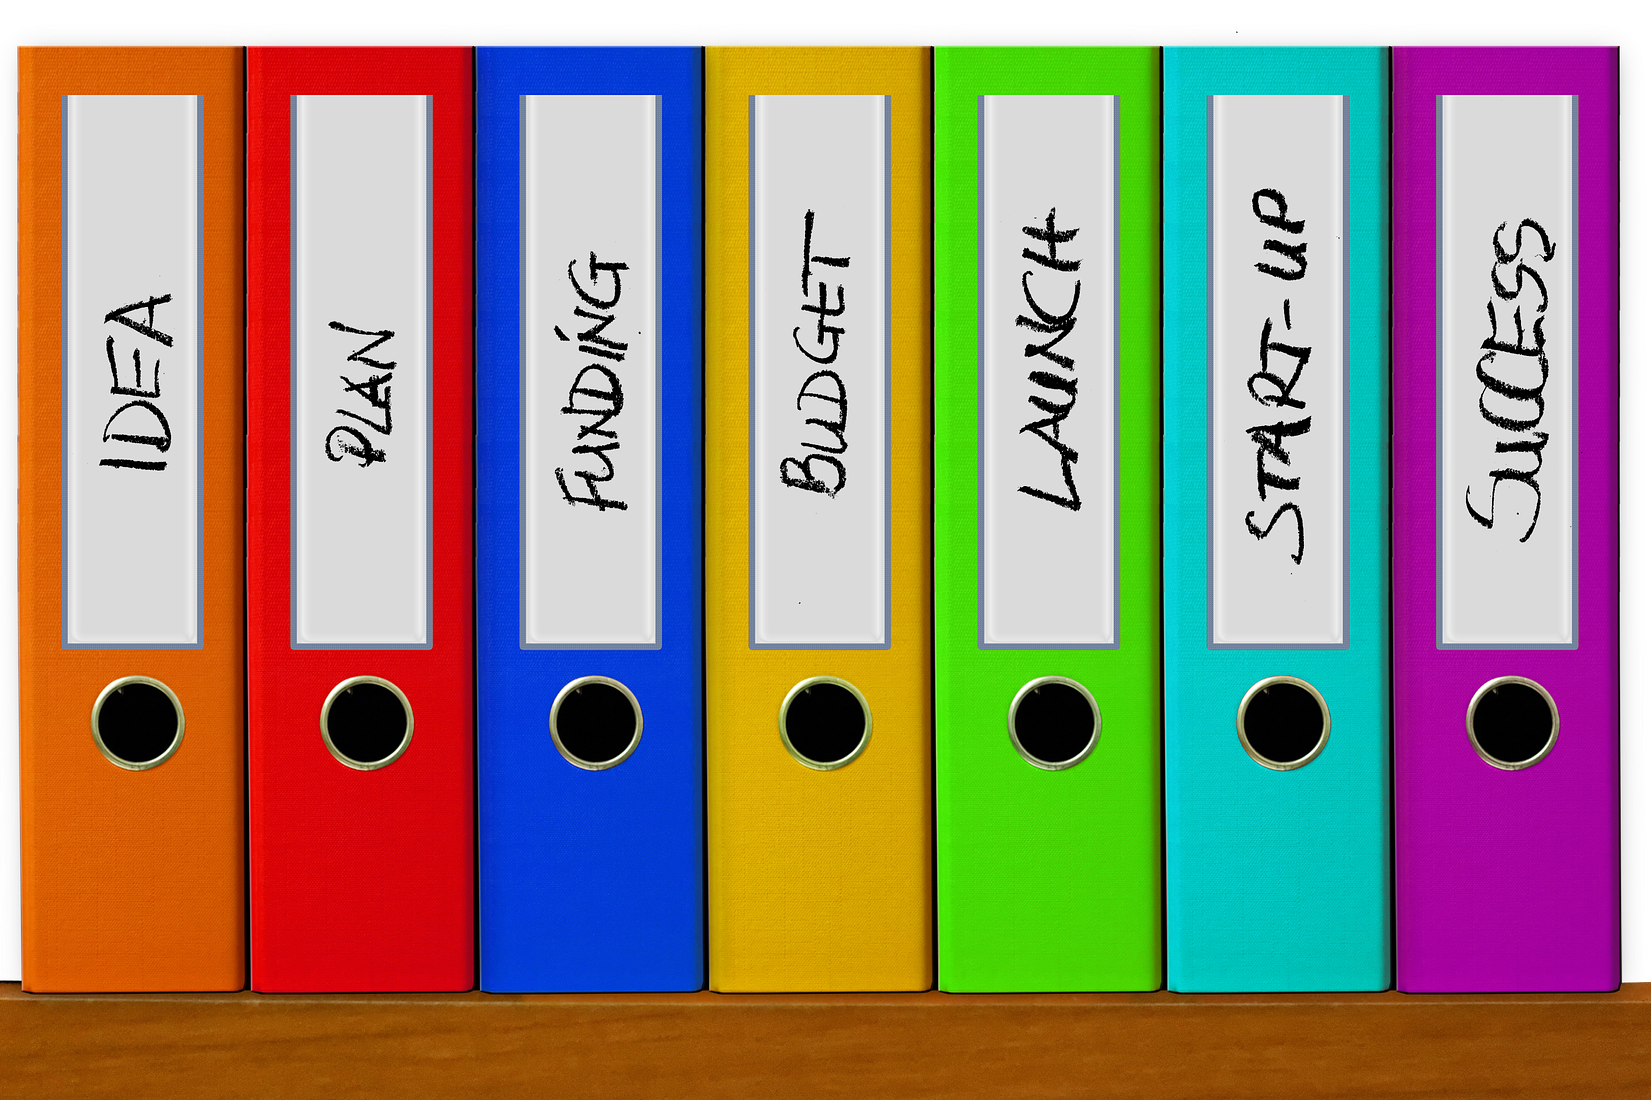 IDEA
PLAN
FUNDING
BUDGET
LAUNCH
START-UP
SUCCESS